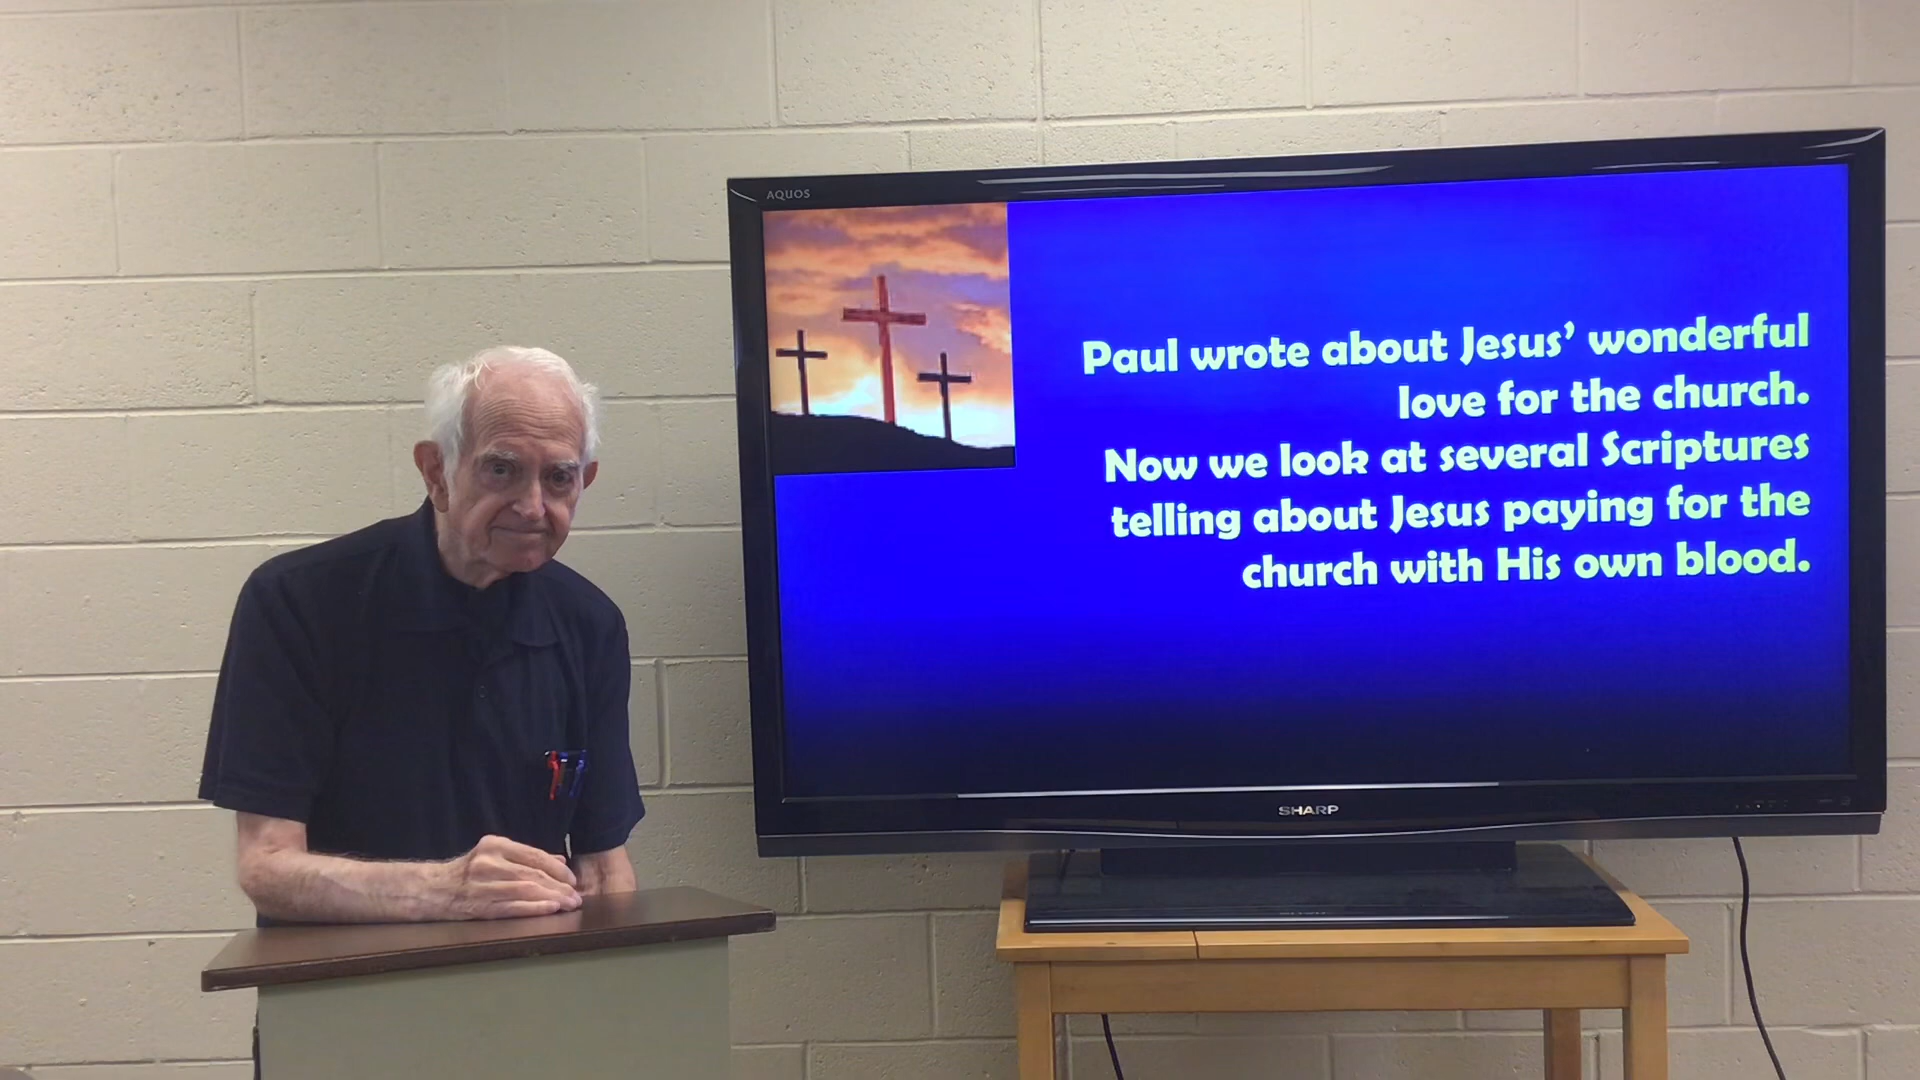 AQUOS
Paul wrote about Jesus’ wonderful
love for the church.
Now we look at several Scriptures
telling about Jesus paying for the
church with His own blood.
SHARP